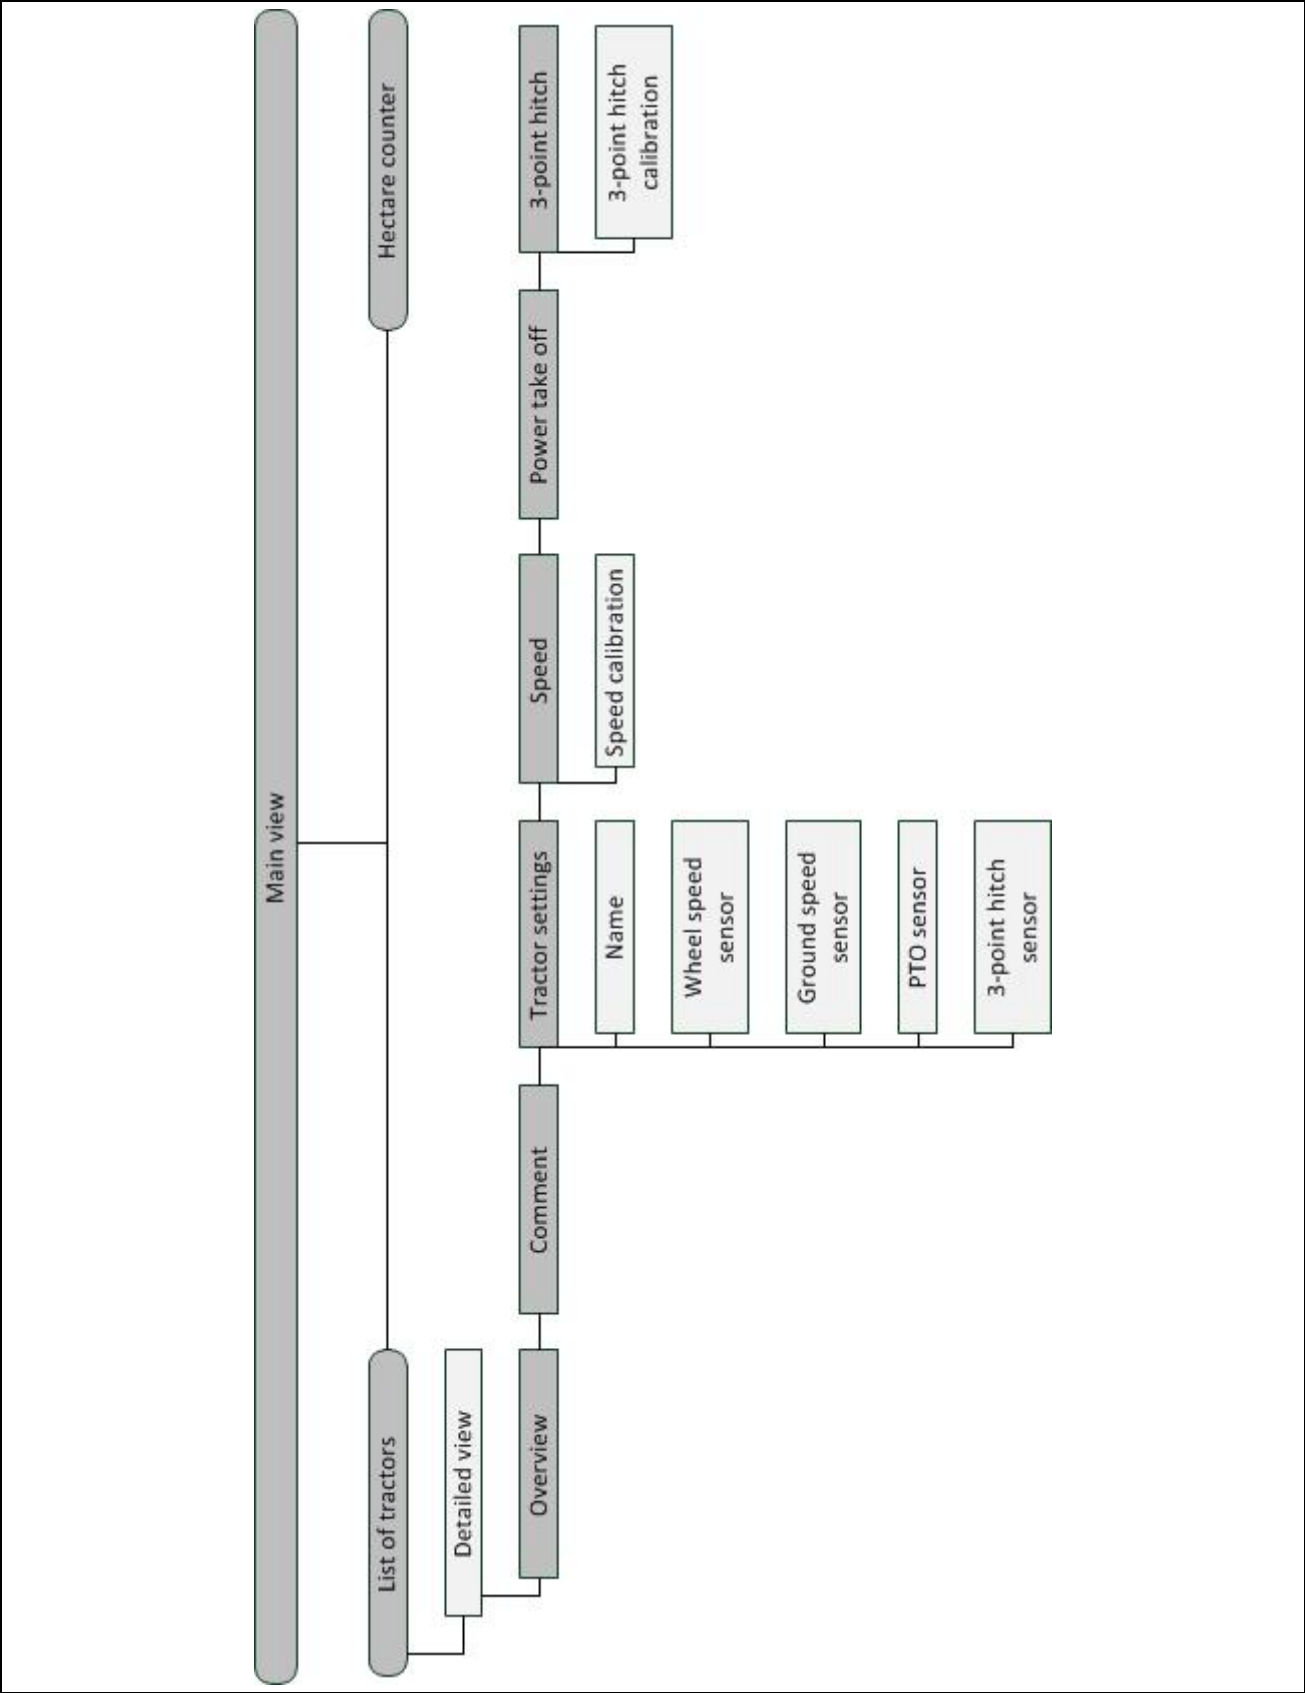 Main view
List of tractors
Hectare counter
Detailed view
Overview
Comment
Tractor settings
Name
Wheel speed
sensor
Ground speed
sensor
PTO sensor
3-point hitch
sensor
Speed
Speed calibration
Power take off
3-point hitch
3-point hitch
calibration